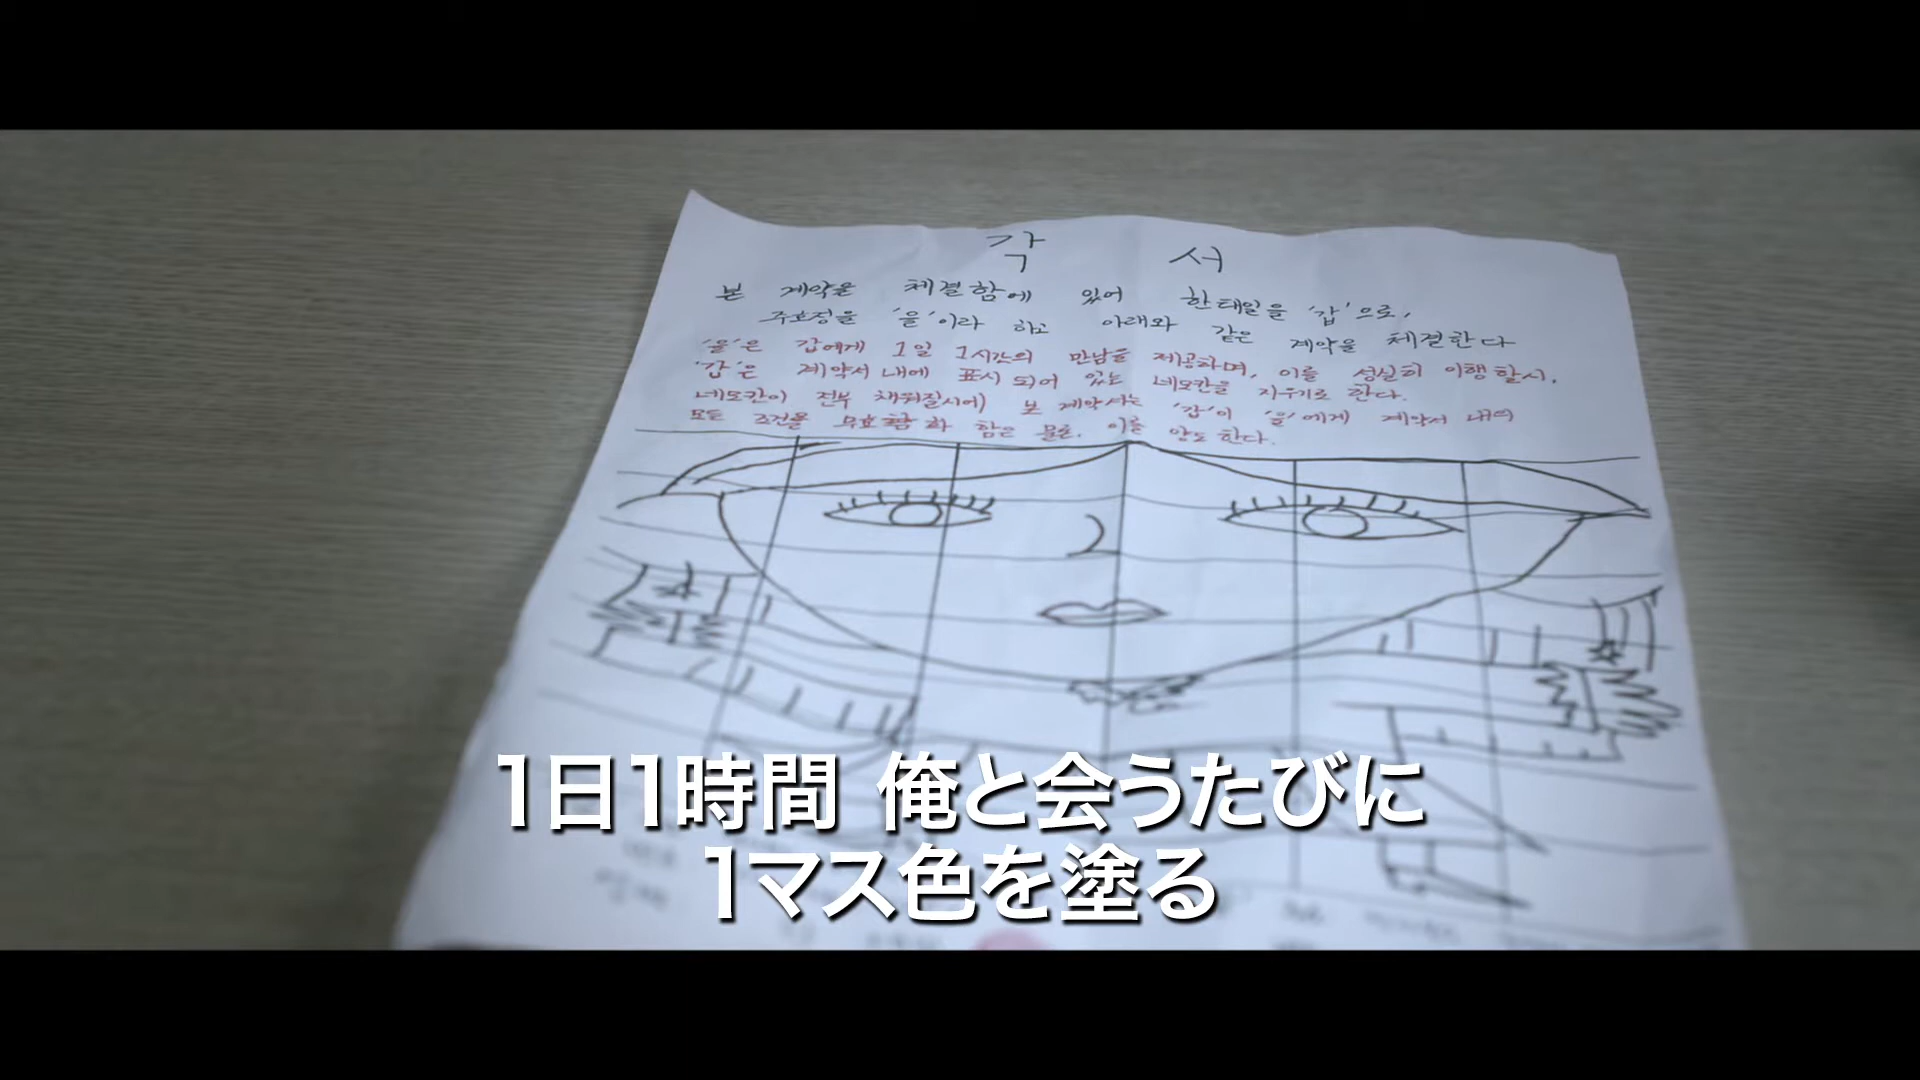 각 서
본 계약을 체결함에 있어 한태일을 '갑'으로,
주호정을 '을'이라 하고 아래와 같은 계약을 체결한다
'을'은 갑에게 1일 1시간의 만남을 제공하며, 이를 성실히 이행할시,
'갑'은 계약서 내에 표시 되어 있는 네모칸을 지우기로 한다.
네모칸이 전부 채워질시에) 본 계약서는 '갑'이 '을'에게 계약서 내의
모든 조건을 무효화 함은 물론, 이를 양도한다.
1日1時間 俺と会うたびに
1マス色を塗る